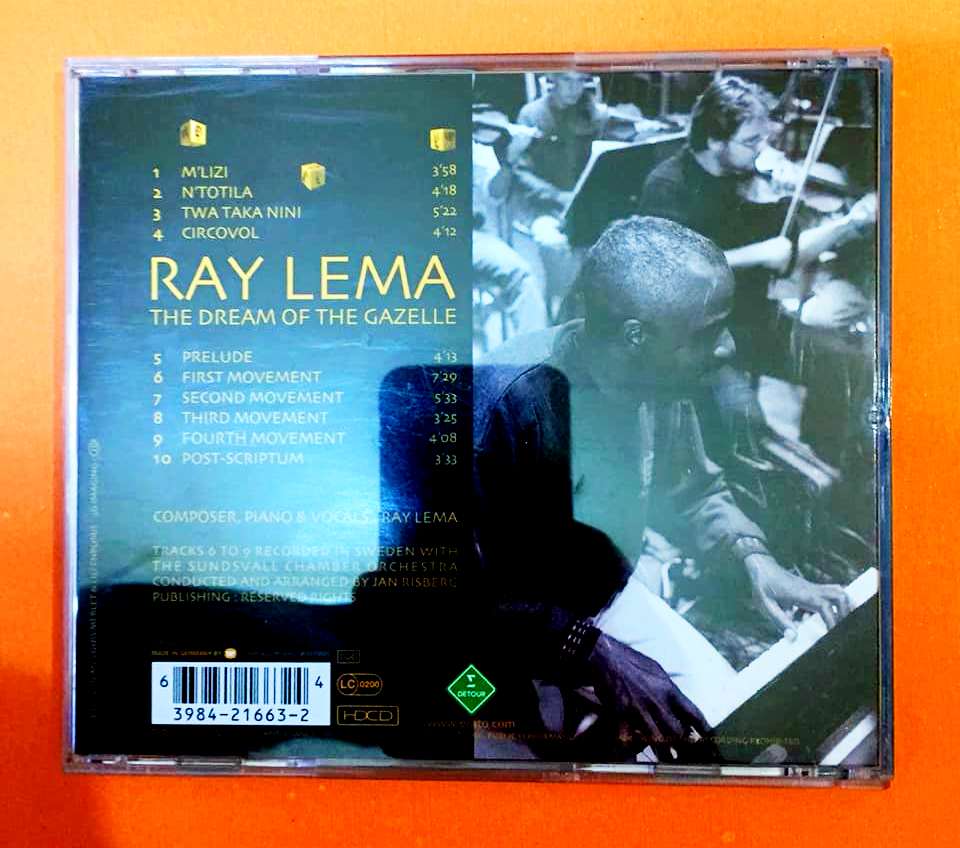 1 M'LIZI 3'58
2 N'TOTILA 4'18
3 TWA TAKA NINI 5'22
4 CIRCOVOL 4'12
RAY LEMA
THE DREAM OF THE GAZELLE
5 PRELUDE 4'13
6 FIRST MOVEMENT 7'29
7 SECOND MOVEMENT 5'33
8 THIRD MOVEMENT 3'25
9 FOURTH MOVEMENT 4'08
10 POST-SCRIPTUM 3'33
COMPOSER, PIANO & VOCALS : RAY LEMA
TRACKS 6 TO 9 RECORDED IN SWEDEN WITH
THE SUNDSVALL CHAMBER ORCHESTRA
CONDUCTED AND ARRANGED BY JAN RISBERG
PUBLISHING : RESERVED RIGHTS
MADE IN GERMANY BY
6 4
3984-21663-2
LC 0200
HDCD
DETOUR